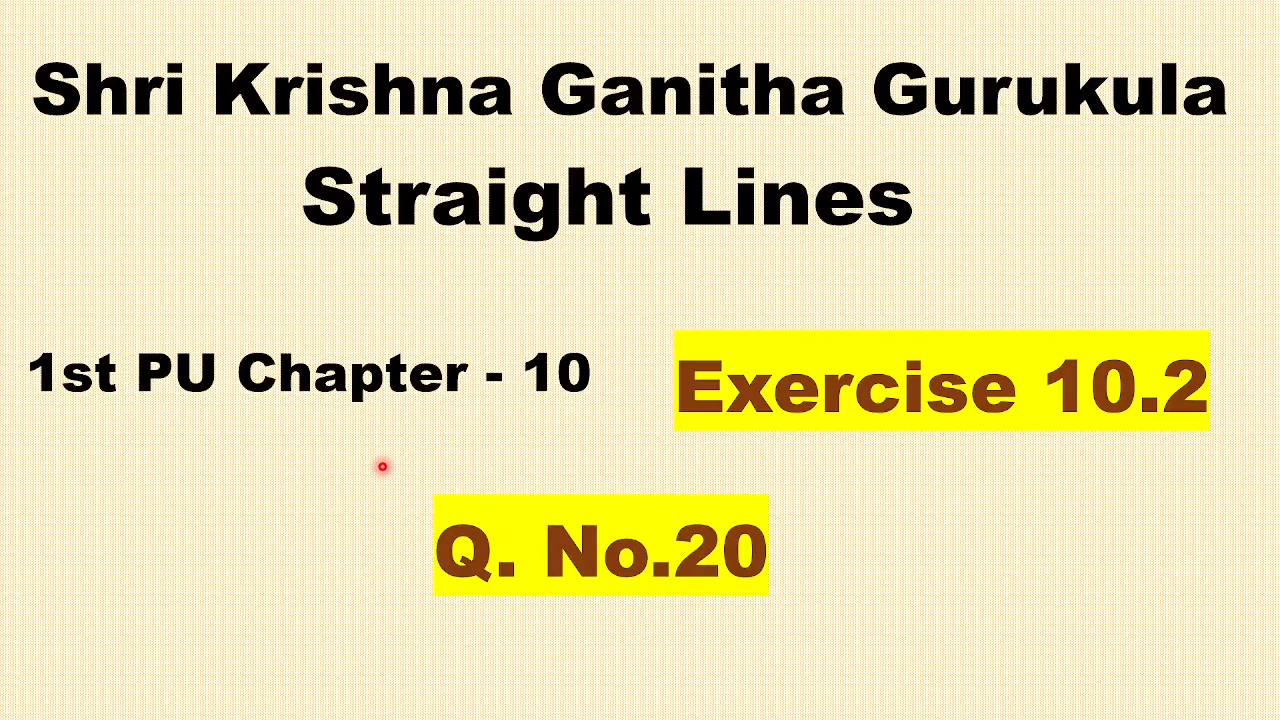 Shri Krishna Ganitha Gurukula
Straight Lines
1st PU Chapter - 10
Exercise 10.2
Q. No.20